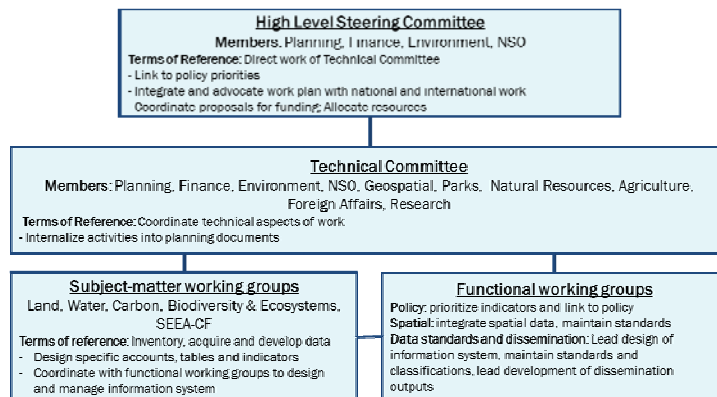 High Level Steering Committee
Members: Planning, Finance, Environment, NSO
Terms of Reference: Direct work of Technical Committee
- Link to policy priorities
- Integrate and advocate work plan with national and international work
Coordinate proposals for funding; Allocate resources
Technical Committee
Members: Planning, Finance, Environment, NSO, Geospatial, Parks, Natural Resources, Agriculture,
Foreign Affairs, Research
Terms of Reference: Coordinate technical aspects of work
- Internalize activities into planning documents
Subject-matter working groups
Land, Water, Carbon, Biodiversity & Ecosystems,
SEEA-CF
Terms of reference: Inventory, acquire and develop data
- Design specific accounts, tables and indicators
- Coordinate with functional working groups to design
and manage information system
Functional working groups
Policy: prioritize indicators and link to policy
Spatial: integrate spatial data, maintain standards
Data standards and dissemination: Lead design of
information system, maintain standards and
classifications, lead development of dissemination
outputs